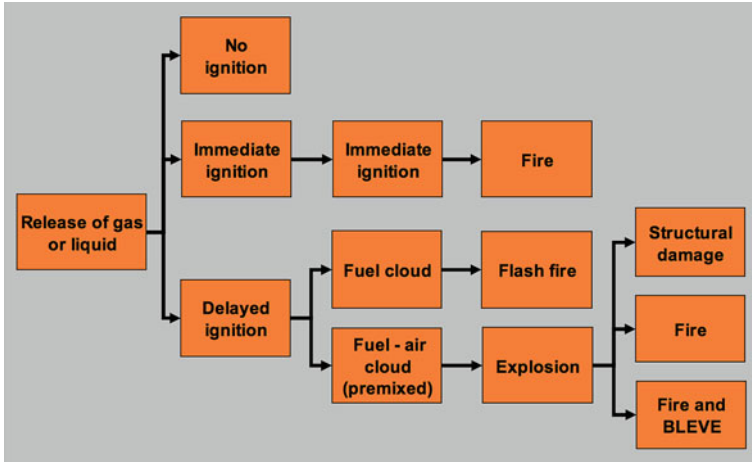 No
ignition
Immediate
ignition
Immediate
ignition
Fire
Release of gas
or liquid
Delayed
ignition
Fuel cloud
Flash fire
Fuel - air
cloud
(premixed)
Explosion
Structural
damage
Fire
Fire and
BLEVE